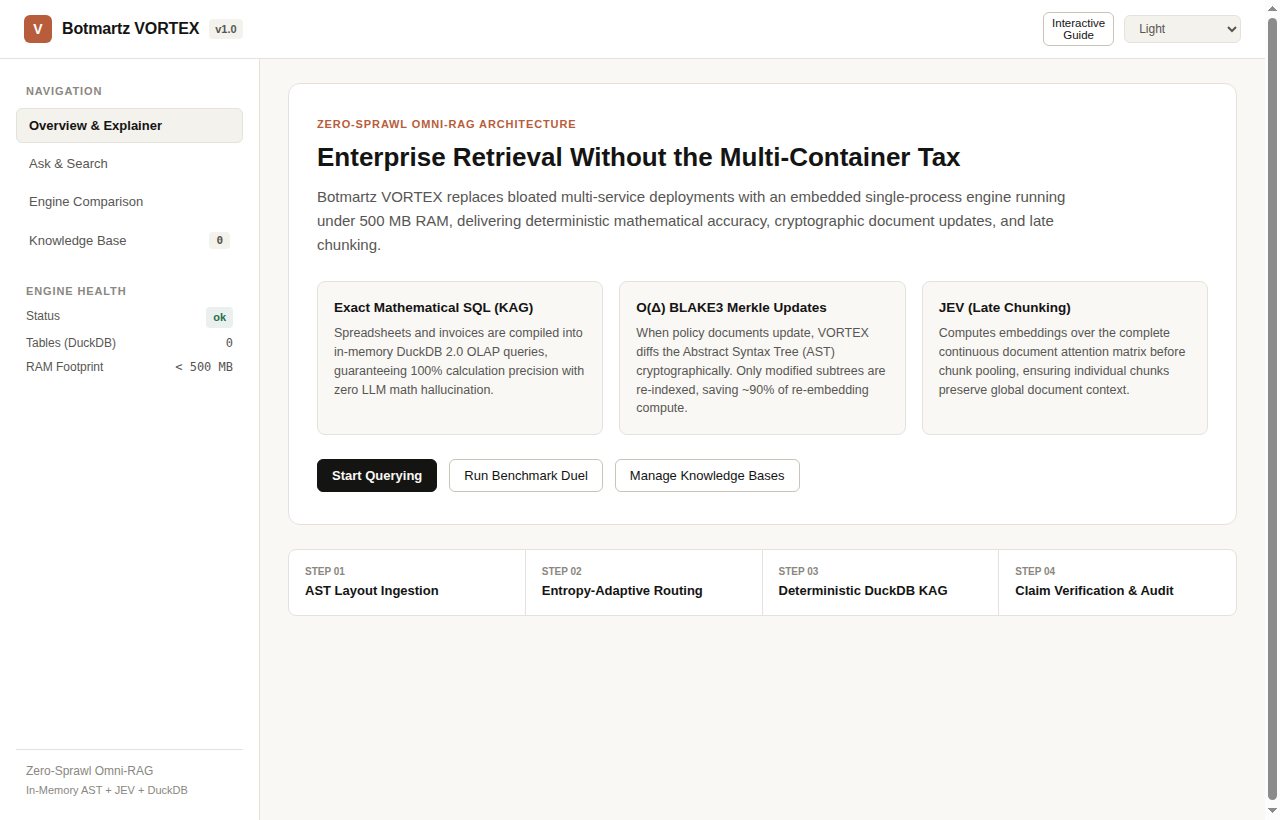 V
Botmartz VORTEX
v1.0
Interactive
Guide
Light
NAVIGATION
Overview & Explainer
Ask & Search
Engine Comparison
Knowledge Base
0
ENGINE HEALTH
Status
ok
Tables (DuckDB)
0
RAM Footprint
< 500 MB
Zero-Sprawl Omni-RAG
In-Memory AST + JEV + DuckDB
ZERO-SPRAWL OMNI-RAG ARCHITECTURE
Enterprise Retrieval Without the Multi-Container Tax
Botmartz VORTEX replaces bloated multi-service deployments with an embedded single-process engine running
under 500 MB RAM, delivering deterministic mathematical accuracy, cryptographic document updates, and late
chunking.
Exact Mathematical SQL (KAG)
Spreadsheets and invoices are compiled into
in-memory DuckDB 2.0 OLAP queries,
guaranteeing 100% calculation precision with
zero LLM math hallucination.
O(Δ) BLAKE3 Merkle Updates
When policy documents update, VORTEX
diffs the Abstract Syntax Tree (AST)
cryptographically. Only modified subtrees are
re-indexed, saving ~90% of re-embedding
compute.
JEV (Late Chunking)
Computes embeddings over the complete
continuous document attention matrix before
chunk pooling, ensuring individual chunks
preserve global document context.
Start Querying
Run Benchmark Duel
Manage Knowledge Bases
STEP 01
AST Layout Ingestion
STEP 02
Entropy-Adaptive Routing
STEP 03
Deterministic DuckDB KAG
STEP 04
Claim Verification & Audit